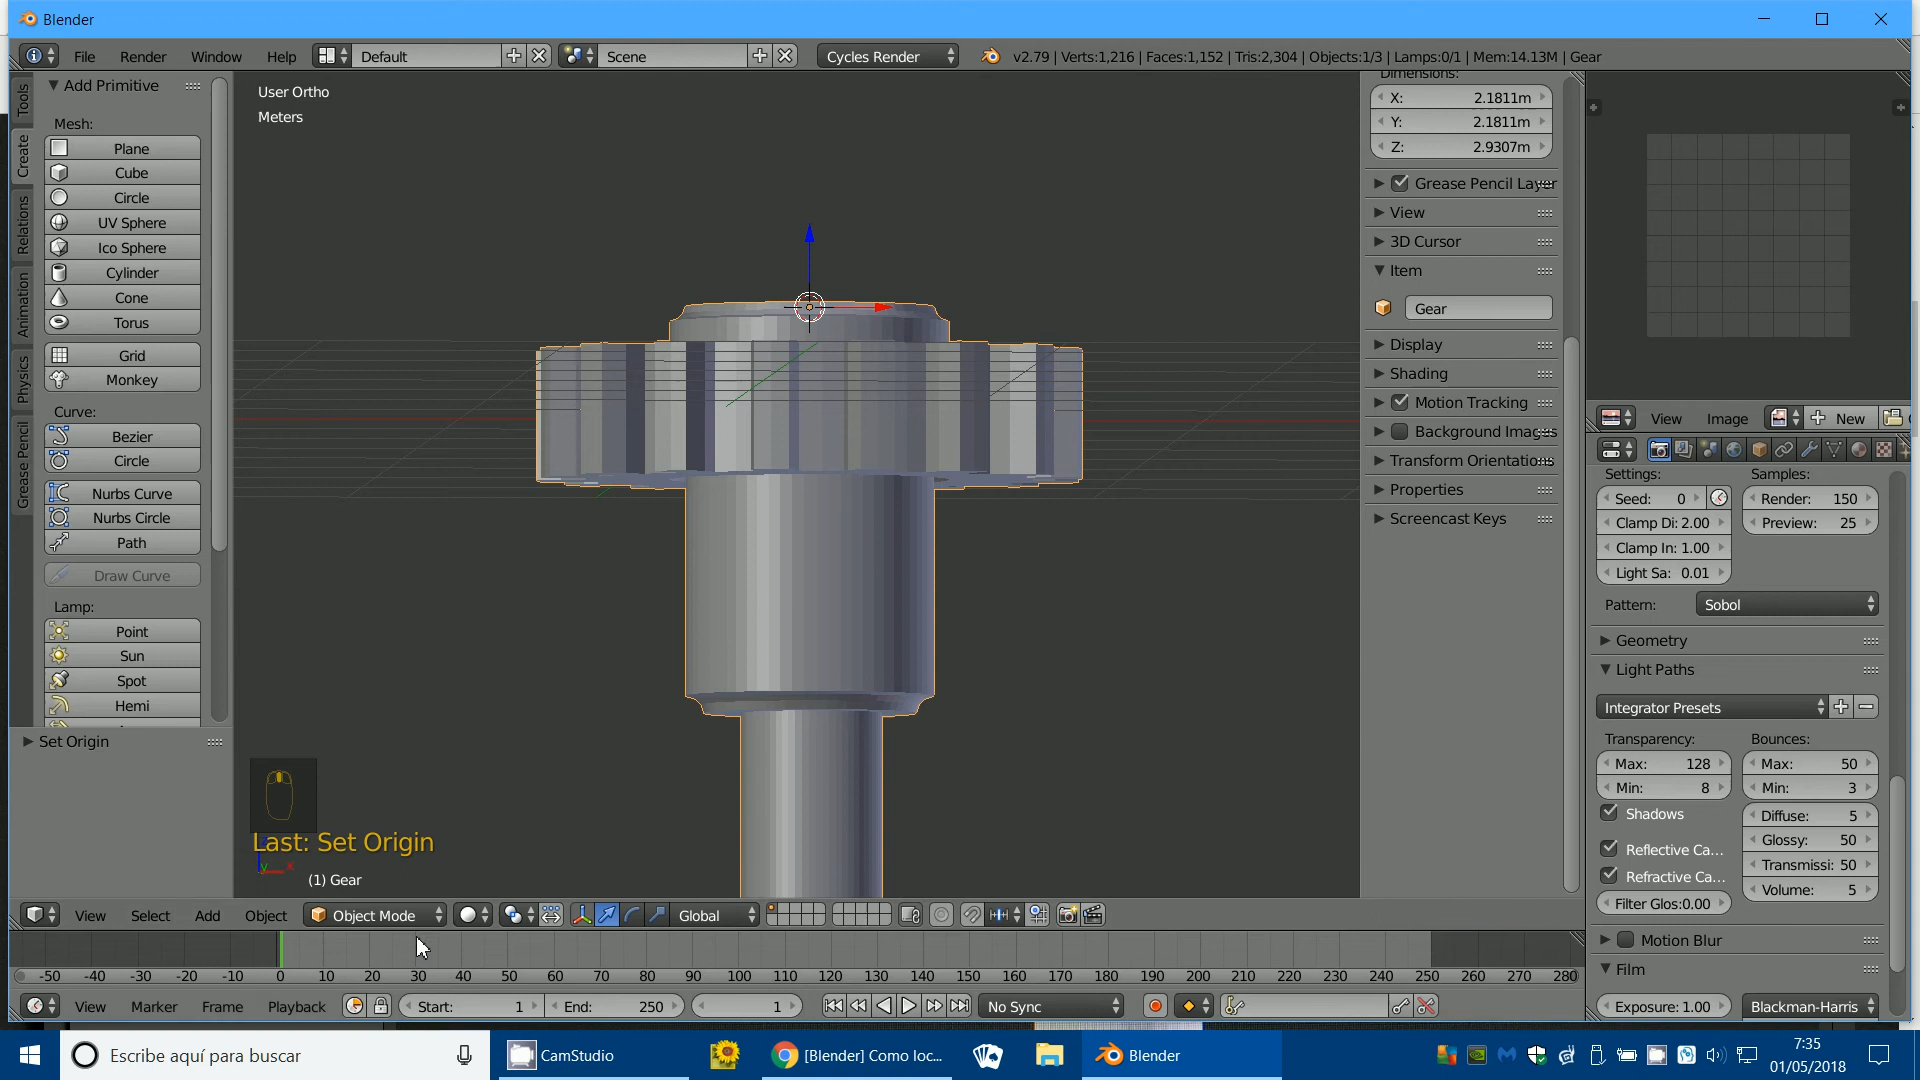 Blender
File Render Window Help Default Scene Cycles Render v2.79 | Verts:1,216 | Faces:1,152 | Tris:2,304 | Objects:1/3 | Lamps:0/1 | Mem:14.13M | Gear
Tools
Create
Relations
Animation
Physics
Grease Pencil
Add Primitive
Mesh:
Plane
Cube
Circle
UV Sphere
Ico Sphere
Cylinder
Cone
Torus
Grid
Monkey
Curve:
Bezier
Circle
Nurbs Curve
Nurbs Circle
Path
Draw Curve
Lamp:
Point
Sun
Spot
Hemi
Set Origin
User Ortho
Meters
Last: Set Origin
(1) Gear
Dimensions:
X: 2.1811m
Y: 2.1811m
Z: 2.9307m
Grease Pencil Layer
View
3D Cursor
Item
Gear
Display
Shading
Motion Tracking
Background Images
Transform Orientations
Properties
Screencast Keys
View Image New
Settings: Samples:
Seed: 0 Render: 150
Clamp Di: 2.00 Preview: 25
Clamp In: 1.00
Light Sa: 0.01
Pattern: Sobol
Geometry
Light Paths
Integrator Presets
Transparency: Bounces:
Max: 128 Max: 50
Min: 8 Min: 3
Shadows Diffuse: 5
Glossy: 50
Reflective Ca... Transmissi: 50
Refractive Ca... Volume: 5
Filter Glos:0.00
Motion Blur
Film
Exposure: 1.00 Blackman-Harris
View Select Add Object Object Mode Global
-50 -40 -30 -20 -10 0 10 20 30 40 50 60 70 80 90 100 110 120 130 140 150 160 170 180 190 200 210 220 230 240 250 260 270 280
View Marker Frame Playback Start: 1 End: 250 1 No Sync
Escribe aquí para buscar CamStudio [Blender] Como loc... Blender 7:35
01/05/2018